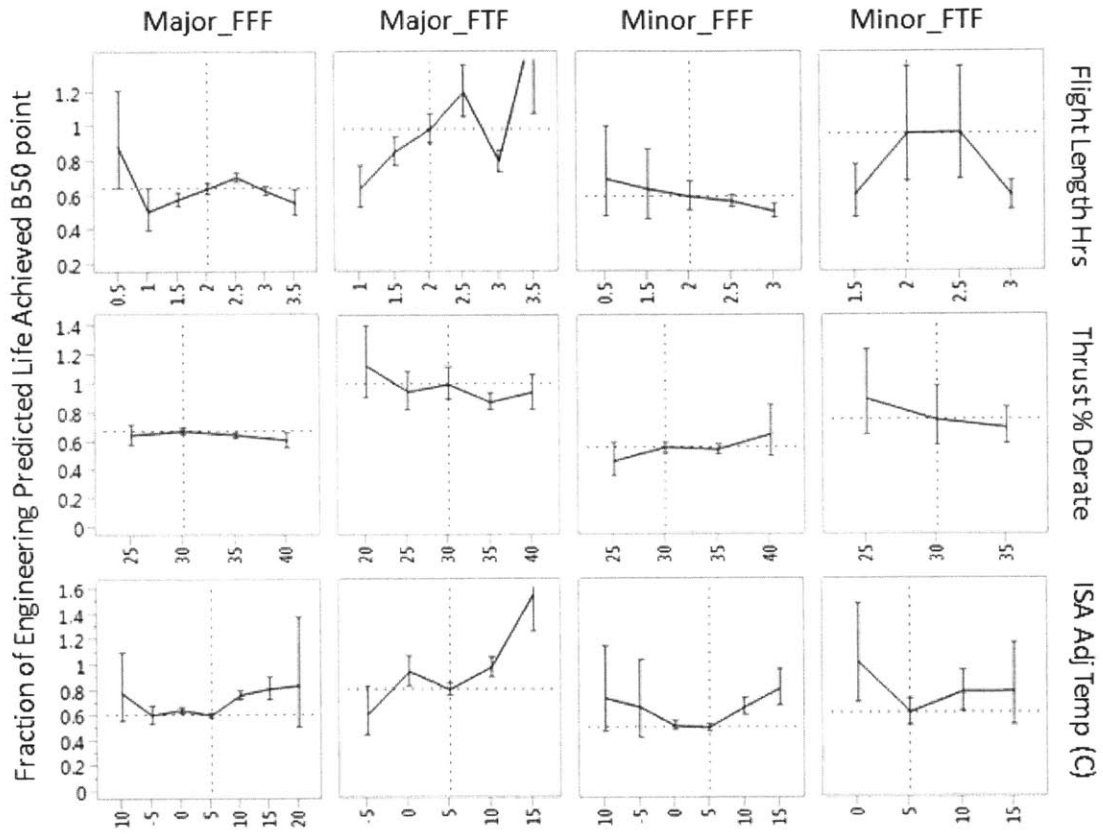 Major_FFF Major_FTF Minor_FFF Minor_FTF
Fraction of Engineering Predicted Life Achieved B50 point
1.2
1
0.8
0.6
0.4
0.2
0.5 1 1.5 2 2.5 3 3.5 1 1.5 2 2.5 3 3.5 0.5 1 1.5 2 2.5 3 1.5 2 2.5 3
Flight Length Hrs
1.4
1.2
1
0.8
0.6
0.4
0.2
0
25 30 35 40 20 25 30 35 40 25 30 35 40 25 30 35
Thrust % Derate
1.6
1.4
1.2
1
0.8
0.6
0.4
0.2
0
10 -5 0 5 10 15 20 -5 0 5 10 15 10 -5 0 5 10 15 0 5 10 15
ISA Adj Temp (C)